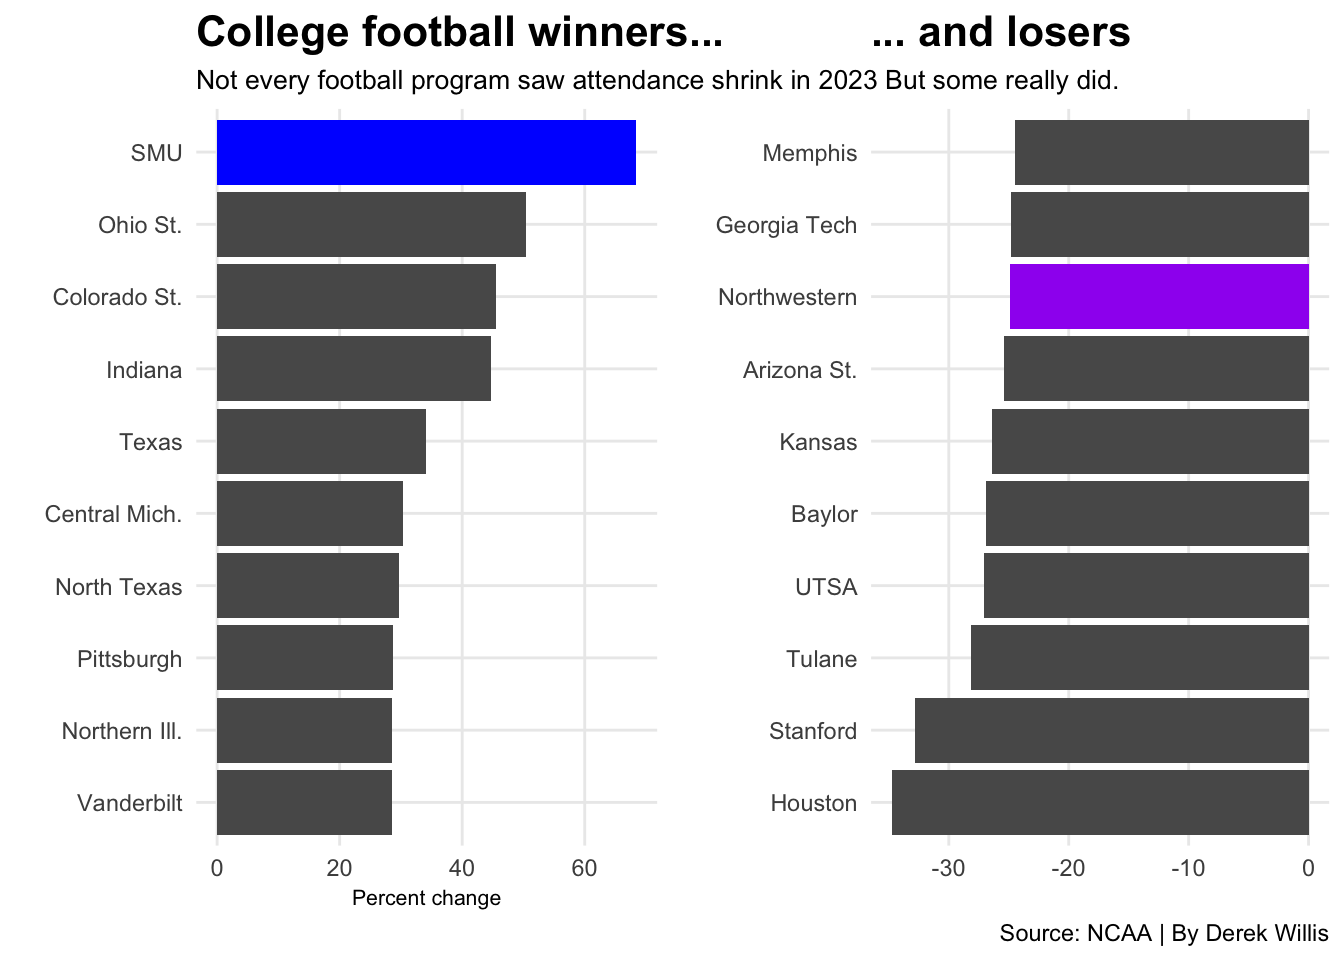 College football winners...
Not every football program saw attendance shrink in 2023
SMU
Ohio St.
Colorado St.
Indiana
Texas
Central Mich.
North Texas
Pittsburgh
Northern Ill.
Vanderbilt
0 20 40 60
Percent change
... and losers
But some really did.
Memphis
Georgia Tech
Northwestern
Arizona St.
Kansas
Baylor
UTSA
Tulane
Stanford
Houston
-30 -20 -10 0
Source: NCAA | By Derek Willis